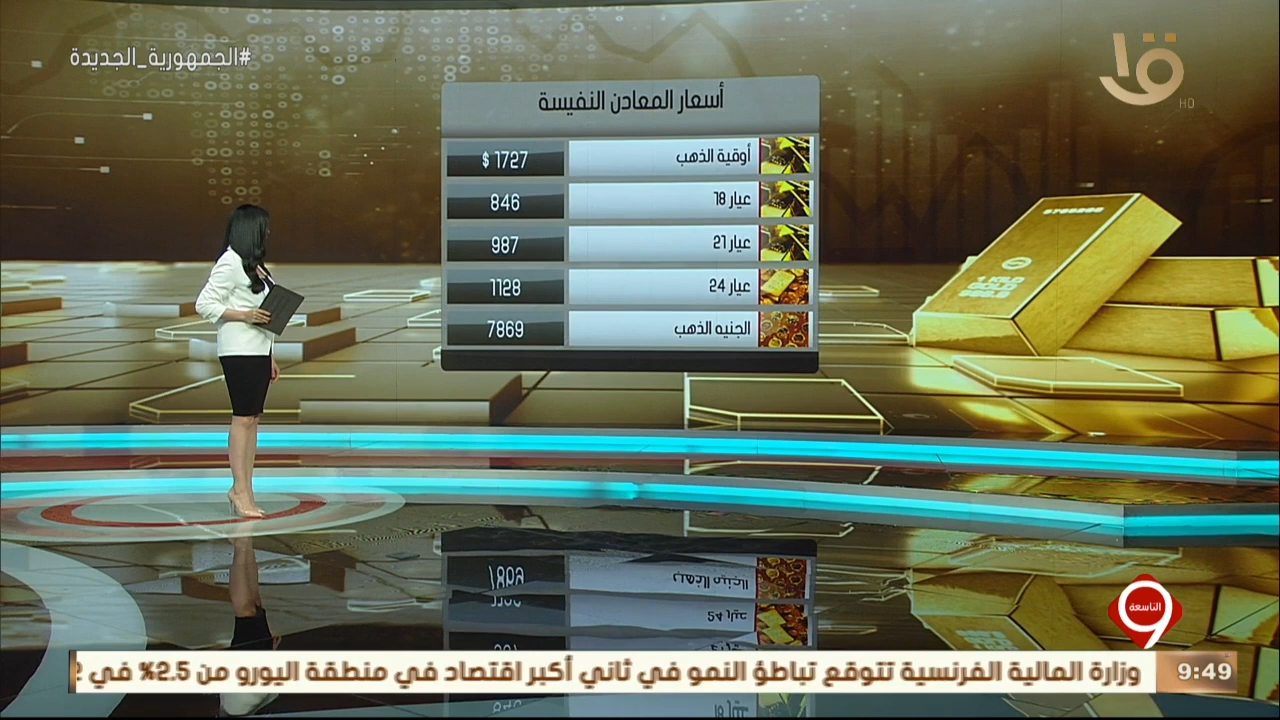 #الجمهورية_الجديدة
HD
أسعار المعادن النفيسة
أوقية الذهب $ 1727
عيار 18 846
عيار 21 987
عيار 24 1128
الجنيه الذهب 7869
التاسعة
9
9:49 وزارة المالية الفرنسية تتوقع تباطؤ النمو في ثاني أكبر اقتصاد في منطقة اليورو من 2.5% في